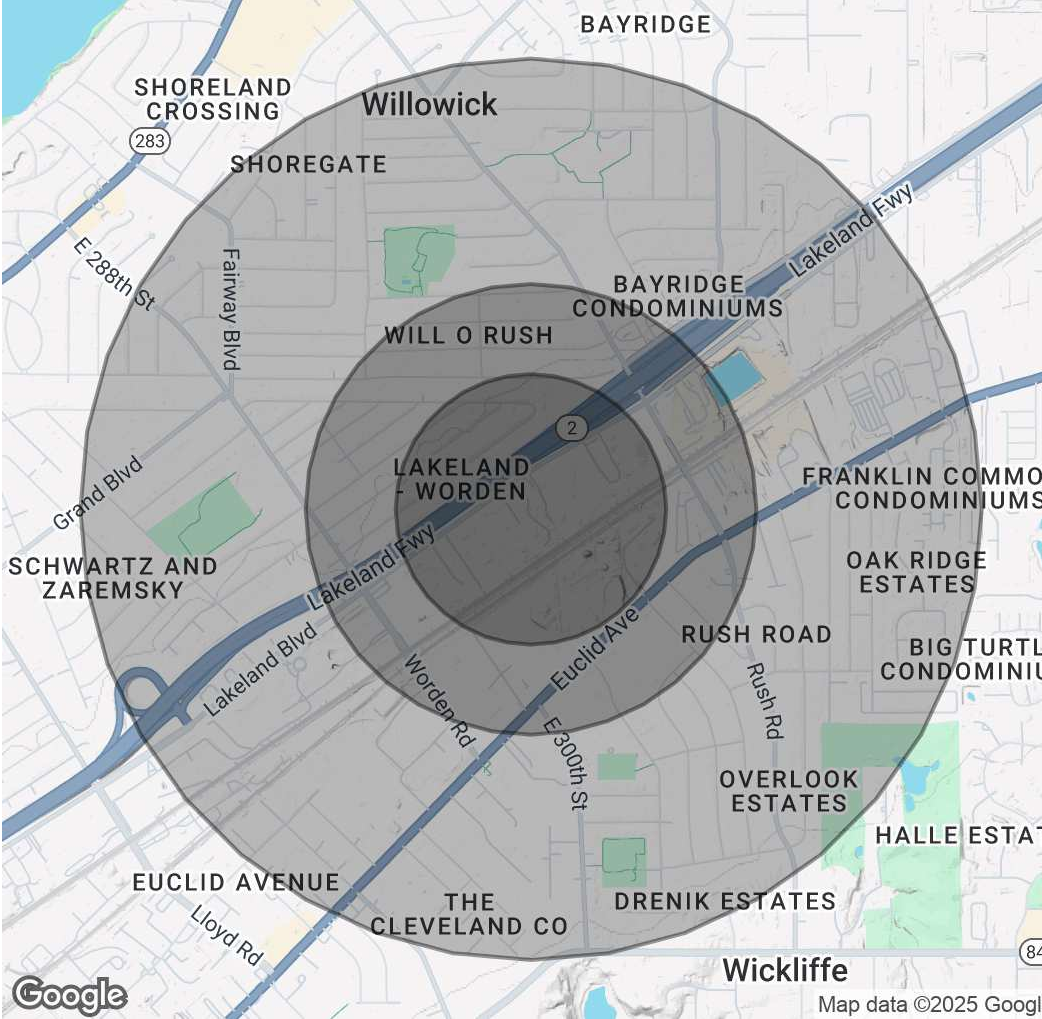 BAYRIDGE
SHORELAND
CROSSING
Willowick
283
SHOREGATE
Lakeland Fwy
E 288th St
Fairway Blvd
BAYRIDGE
CONDOMINIUMS
WILL O RUSH
2
LAKELAND
- WORDEN
Grand Blvd
FRANKLIN COMMO
CONDOMINIUMS
SCHWARTZ AND
ZAREMSKY
Lakeland Fwy
OAK RIDGE
ESTATES
Lakeland Blvd
Euclid Ave
RUSH ROAD
BIG TURTL
CONDOMINIU
Worden Rd
Rush Rd
E 300th St
OVERLOOK
ESTATES
HALLE ESTAT
EUCLID AVENUE
THE
CLEVELAND CO
DRENIK ESTATES
Lloyd Rd
84
Wickliffe
Google
Map data ©2025 Googl